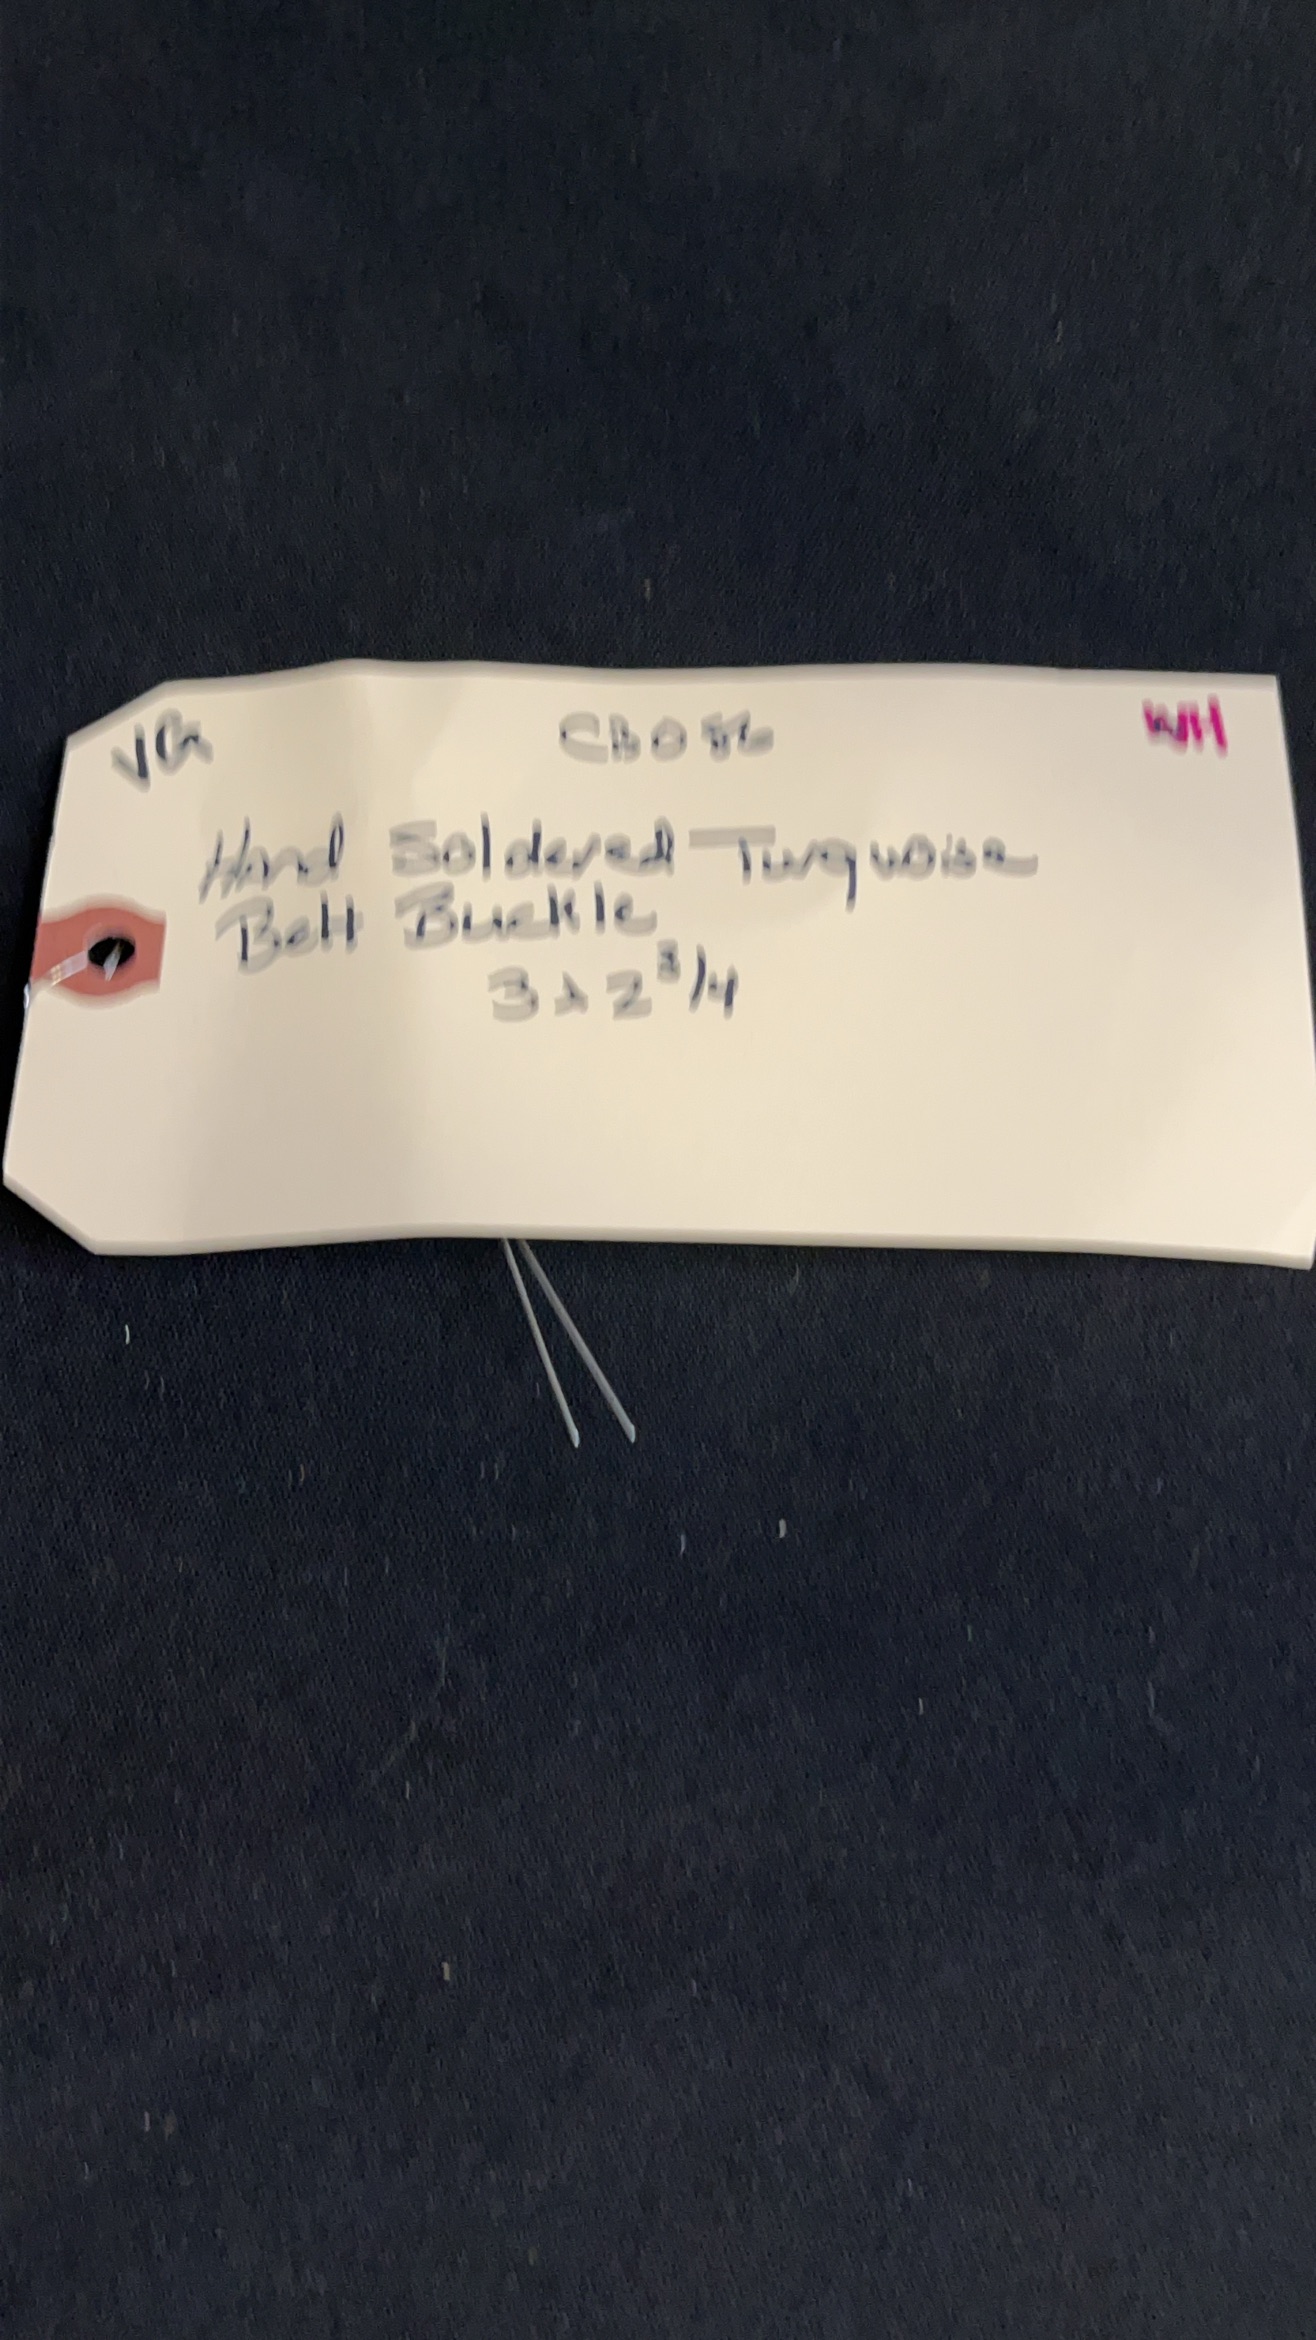 VG CB086 WH
Hand Soldered Turquoise
Belt Buckle
3 x 2 3/4